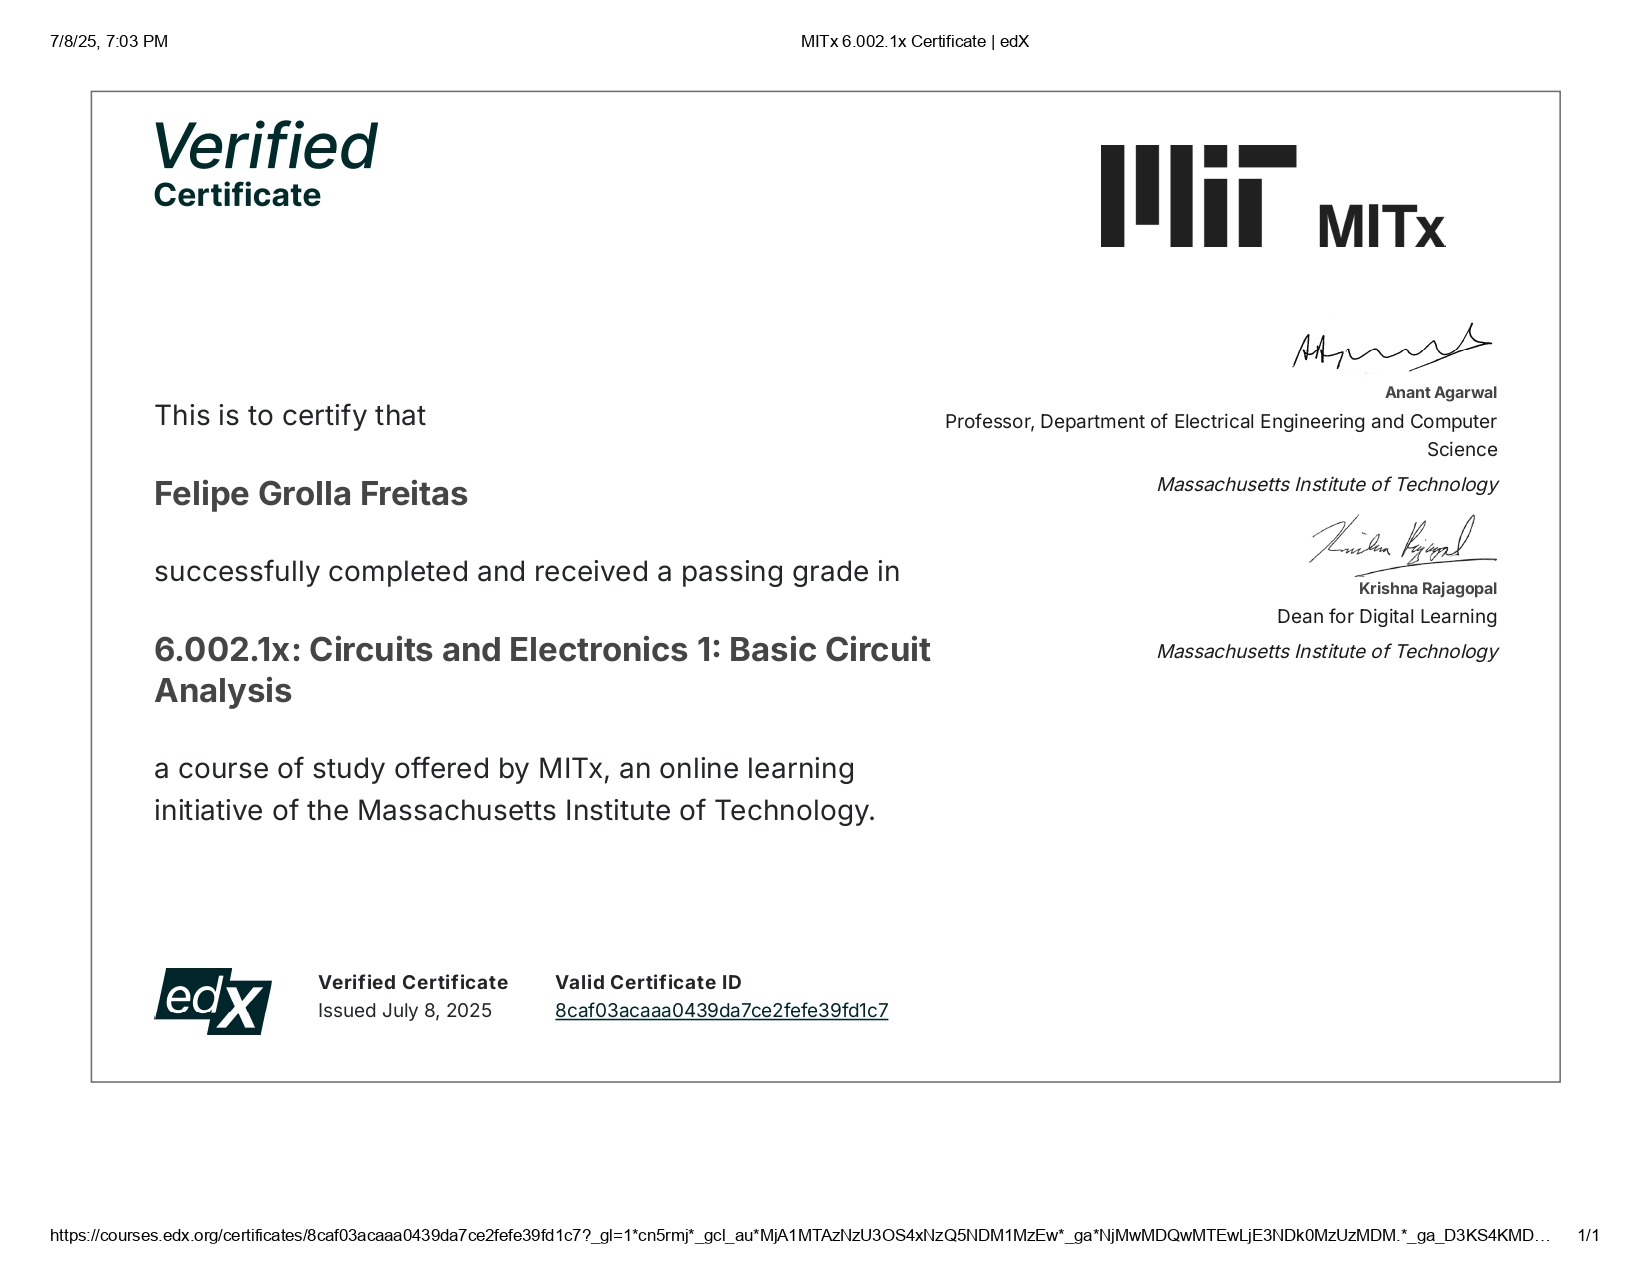 7/8/25, 7:03 PM
MITx 6.002.1x Certificate | edX
Verified
Certificate
MIT MITx
This is to certify that
Felipe Grolla Freitas
successfully completed and received a passing grade in
6.002.1x: Circuits and Electronics 1: Basic Circuit
Analysis
a course of study offered by MITx, an online learning
initiative of the Massachusetts Institute of Technology.
Anant Agarwal
Professor, Department of Electrical Engineering and Computer
Science
Massachusetts Institute of Technology
Krishna Rajagopal
Dean for Digital Learning
Massachusetts Institute of Technology
edX
Verified Certificate
Issued July 8, 2025
Valid Certificate ID
8caf03acaaa0439da7ce2fefe39fd1c7
https://courses.edx.org/certificates/8caf03acaaa0439da7ce2fefe39fd1c7?_gl=1*cn5rmj*_gcl_au*MjA1MTAzNzU3OS4xNzQ5NDM1MzEw*_ga*NjMwMDQwMTEwLjE3NDk0MzUzMDM.*_ga_D3KS4KMD…
1/1